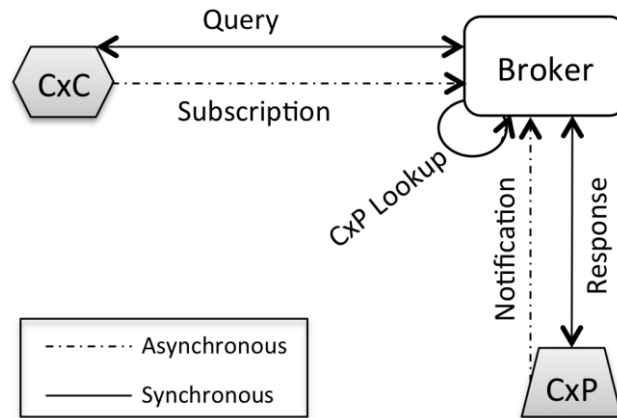 Query
CxC
Broker
Subscription
CxP Lookup
Notification
Response
Asynchronous
Synchronous
CxP